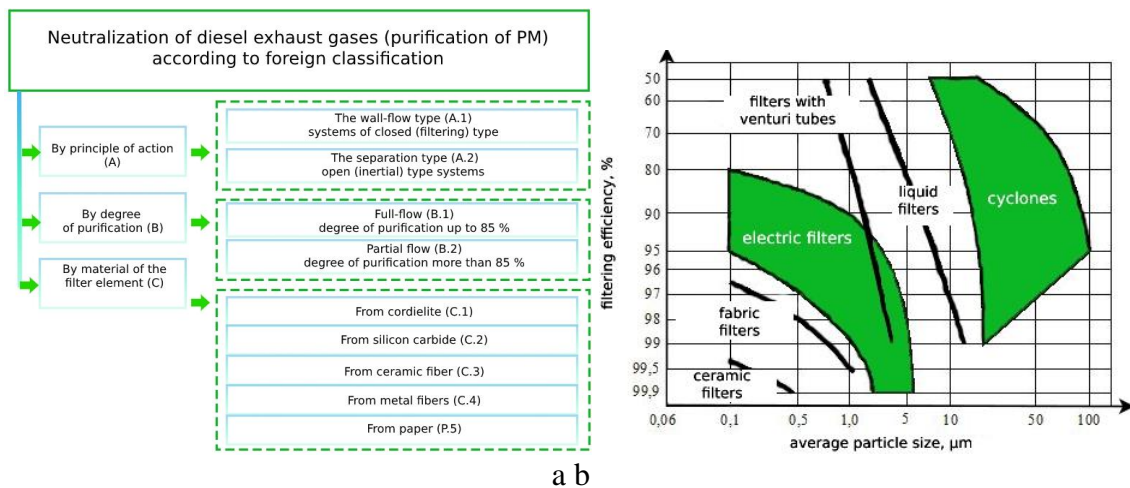 Neutralization of diesel exhaust gases (purification of PM)
according to foreign classification
By principle of action
(A)
The wall-flow type (A.1)
systems of closed (filtering) type
The separation type (A.2)
open (inertial) type systems
By degree
of purification (B)
Full-flow (B.1)
degree of purification up to 85 %
Partial flow (B.2)
degree of purification more than 85 %
By material of the
filter element (C)
From cordielite (C.1)
From silicon carbide (C.2)
From ceramic fiber (C.3)
From metal fibers (C.4)
From paper (P.5)
filtering efficiency, %
50
60
70
80
90
95
96
97
98
99
99,5
99,9
filters with
venturi tubes
liquid
filters
cyclones
electric filters
fabric
filters
ceramic
filters
0,06
0,1
0,5
1,0
5
10
50
100
average particle size, μm
a b